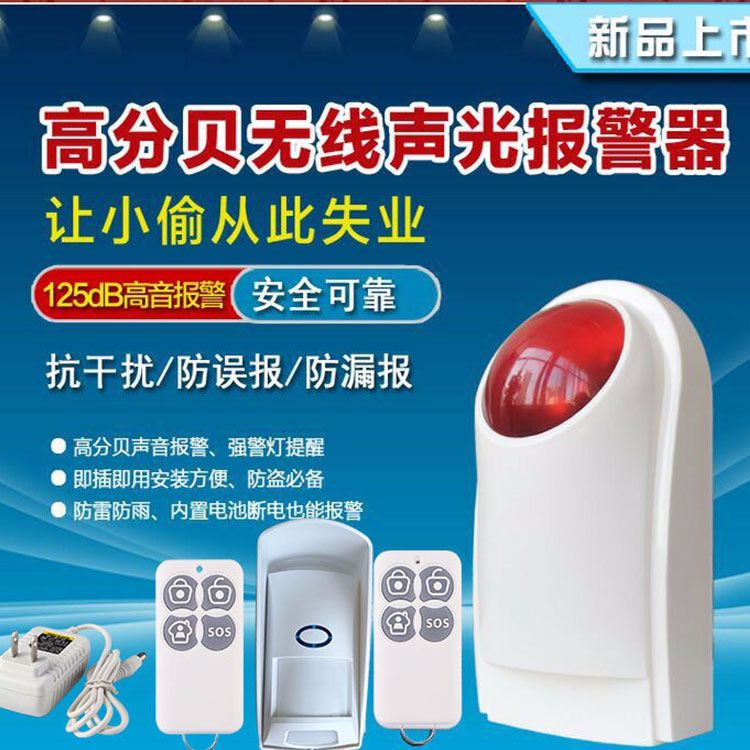 新品上市
高分贝无线声光报警器
让小偷从此失业
125dB高音报警 安全可靠
抗干扰/防误报/防漏报
● 高分贝声音报警、强警灯提醒
● 即插即用安装方便、防盗必备
● 防雷防雨、内置电池断电也能报警
SOS
SOS